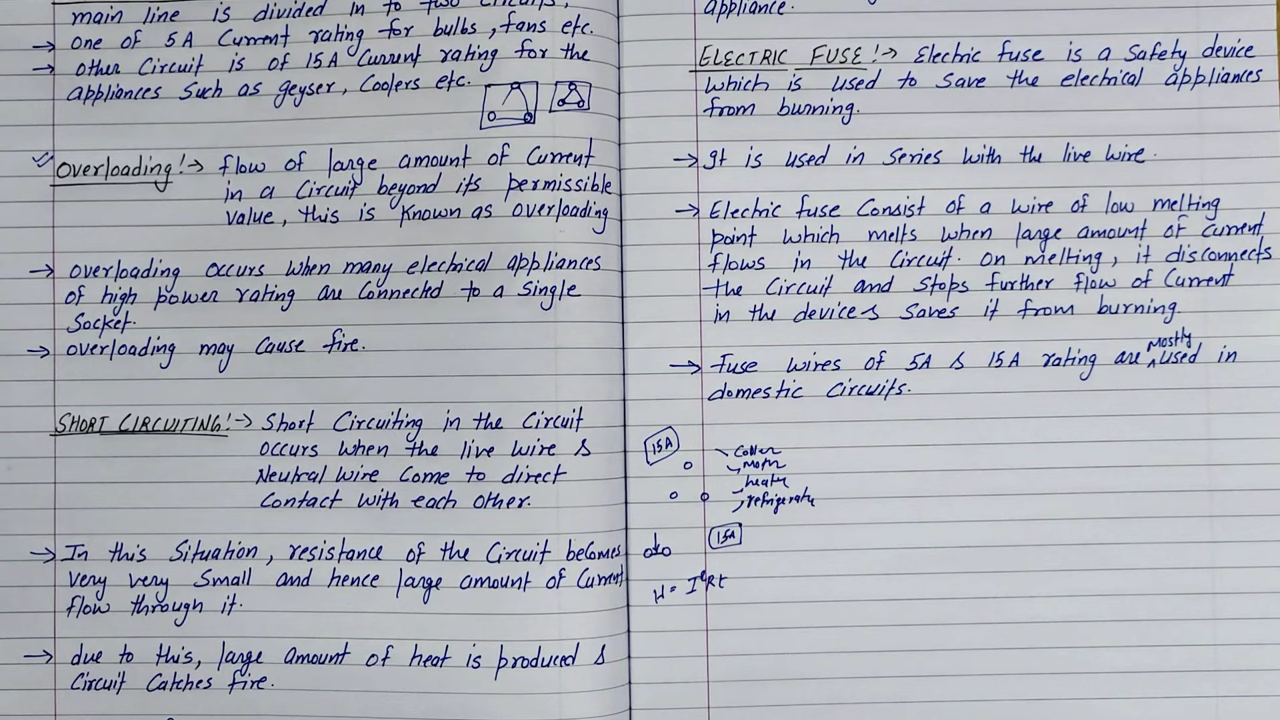 main line is divided in to two circuits,
→ One of 5A Current rating for bulbs, fans etc.
→ other Circuit is of 15A Current rating for the
appliances Such as geyser, Coolers etc.
Overloading!→ flow of large amount of Current
in a Circuit beyond its permissible
value, this is Known as overloading
→ overloading occurs when many electrical appliances
of high power rating are Connected to a Single
Socket.
→ overloading may Cause fire.
SHORT CIRCUITING!→ Short Circuiting in the Circuit
occurs when the live wire &
Neutral wire Come to direct
Contact with each other.
→ In this Situation, resistance of the Circuit becomes
very very Small and hence large amount of Current
flow through it.
→ due to this, large amount of heat is produced &
Circuit Catches fire.
appliance.
ELECTRIC FUSE!→ Electric fuse is a Safety device
which is used to Save the electrical appliances
from burning.
→ It is used in Series with the live wire.
→ Electric fuse Consist of a wire of low melting
point which melts when large amount of Current
flows in the Circuit. On melting, it disconnects
the Circuit and Stops further flow of Current
in the device & Saves it from burning.
→ Fuse wires of 5A & 15A rating are Mostly used in
domestic Circuits.
15A
heater
refrigerator
15A
H = I²Rt